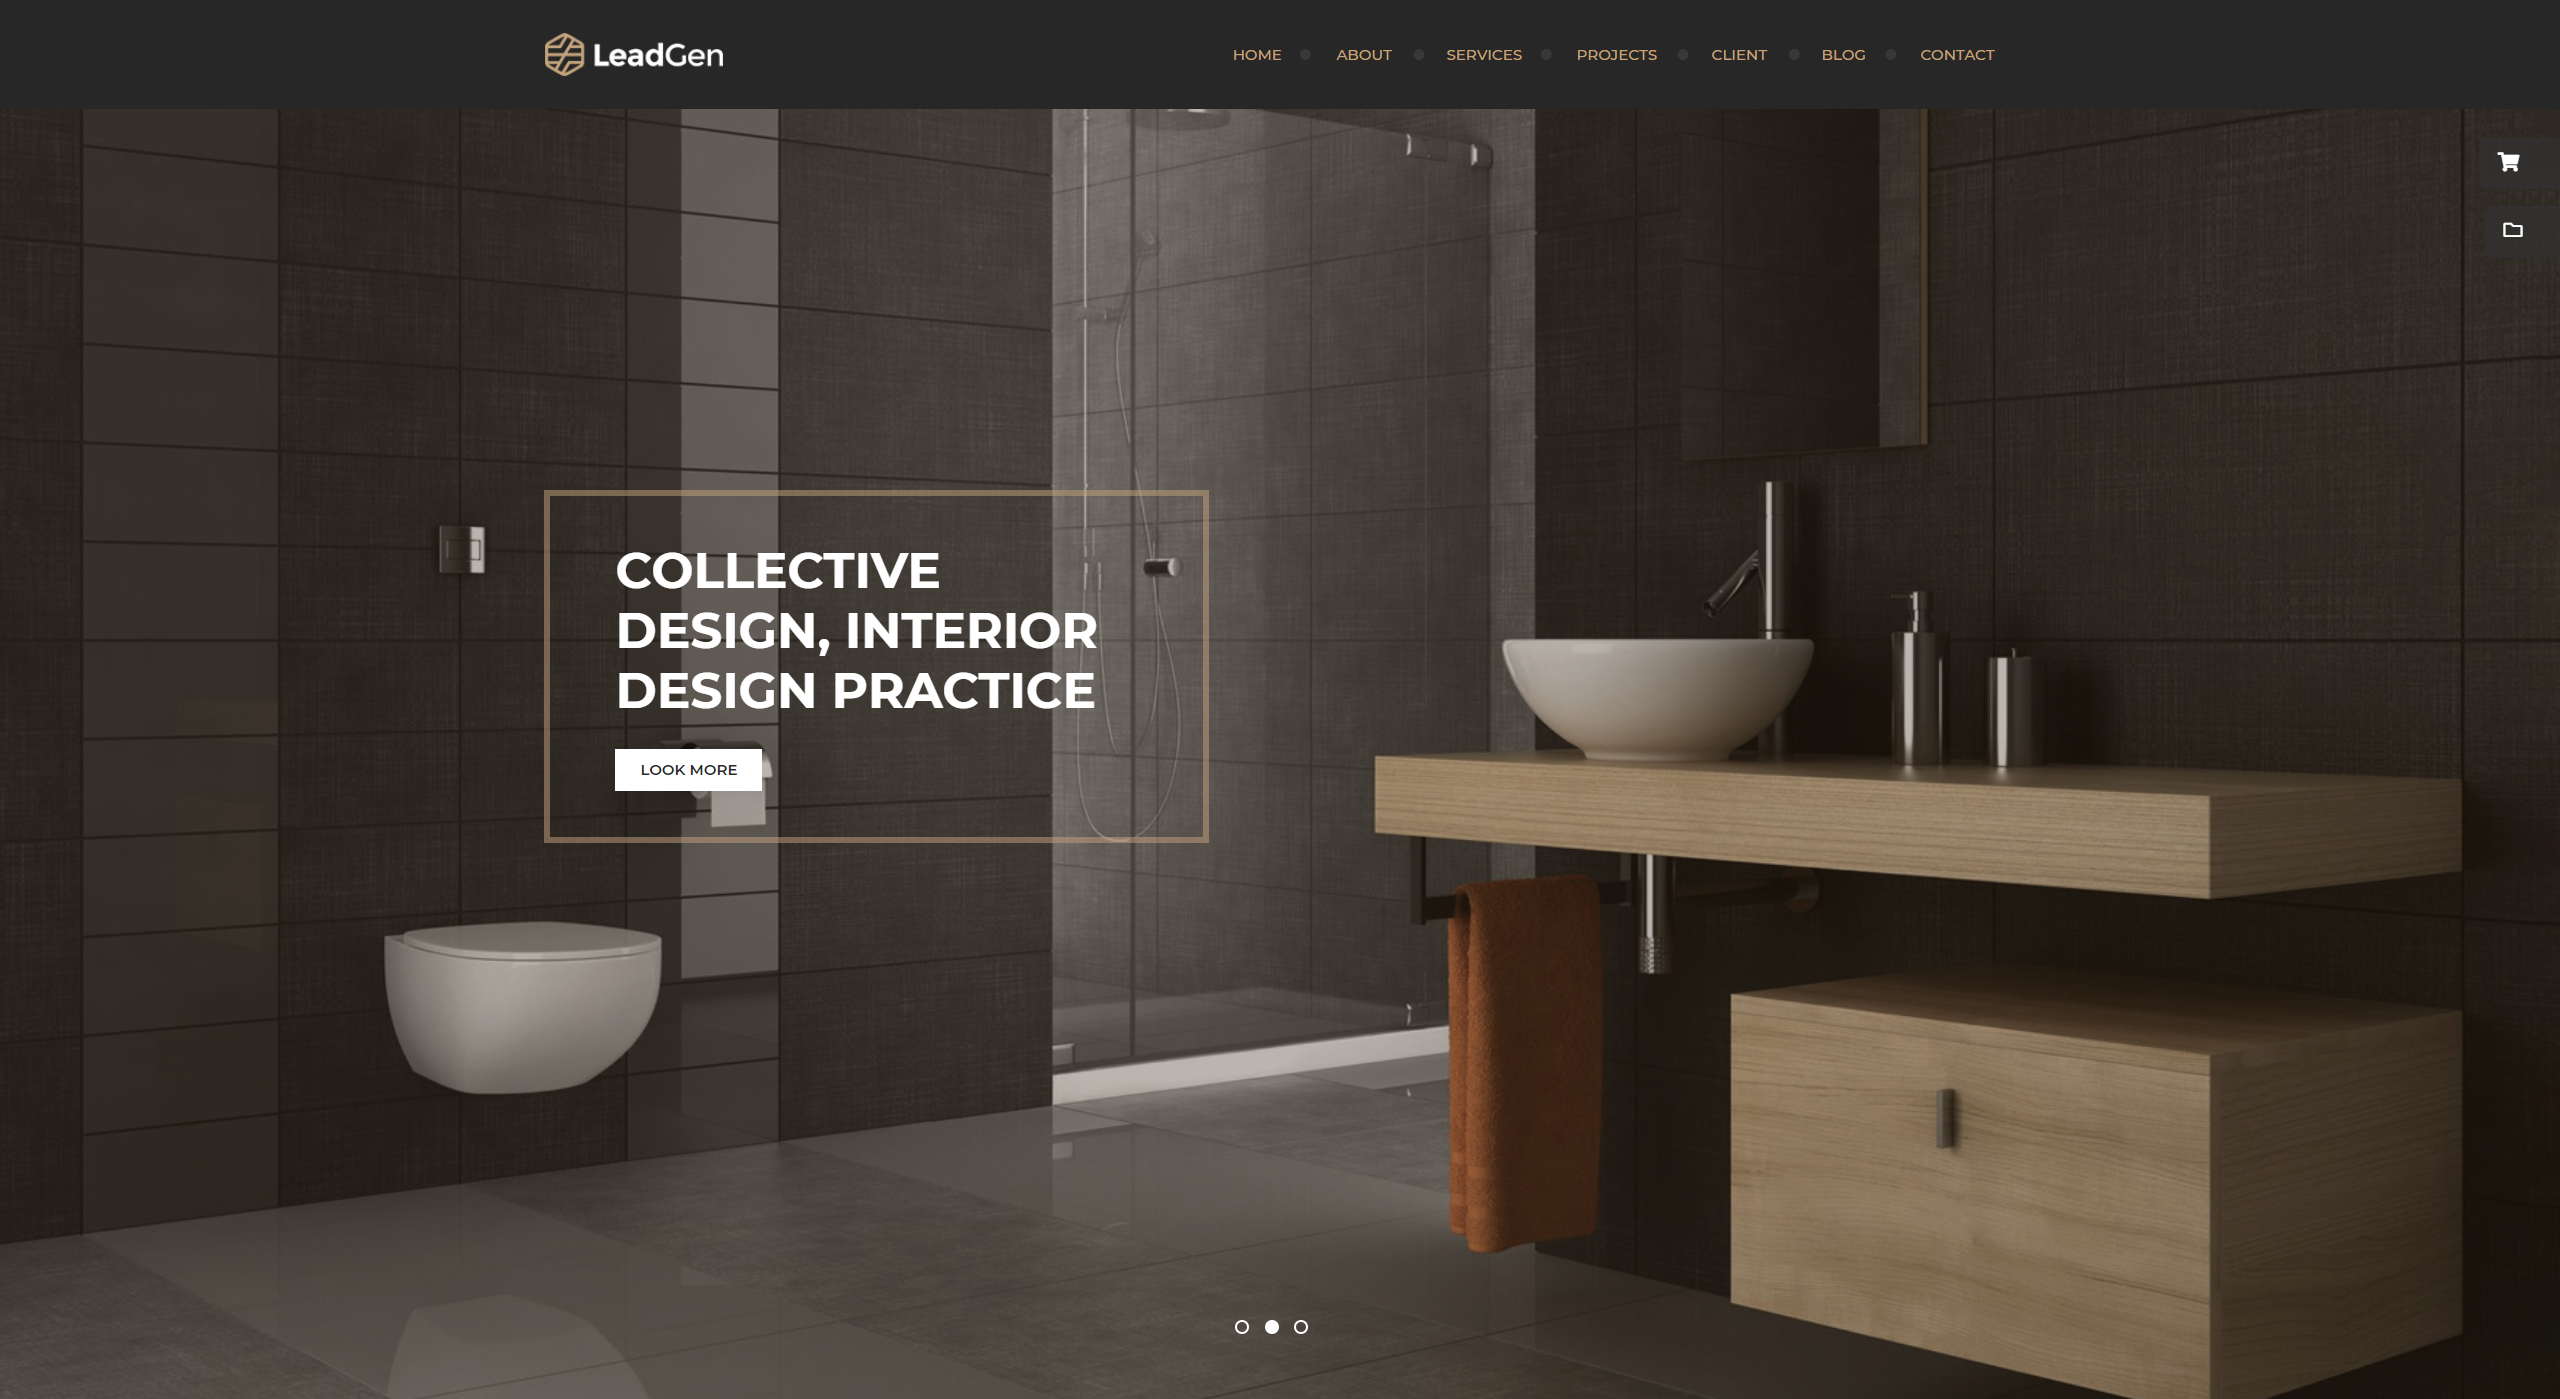 LeadGen
HOME ABOUT SERVICES PROJECTS CLIENT BLOG CONTACT
COLLECTIVE
DESIGN, INTERIOR
DESIGN PRACTICE
LOOK MORE